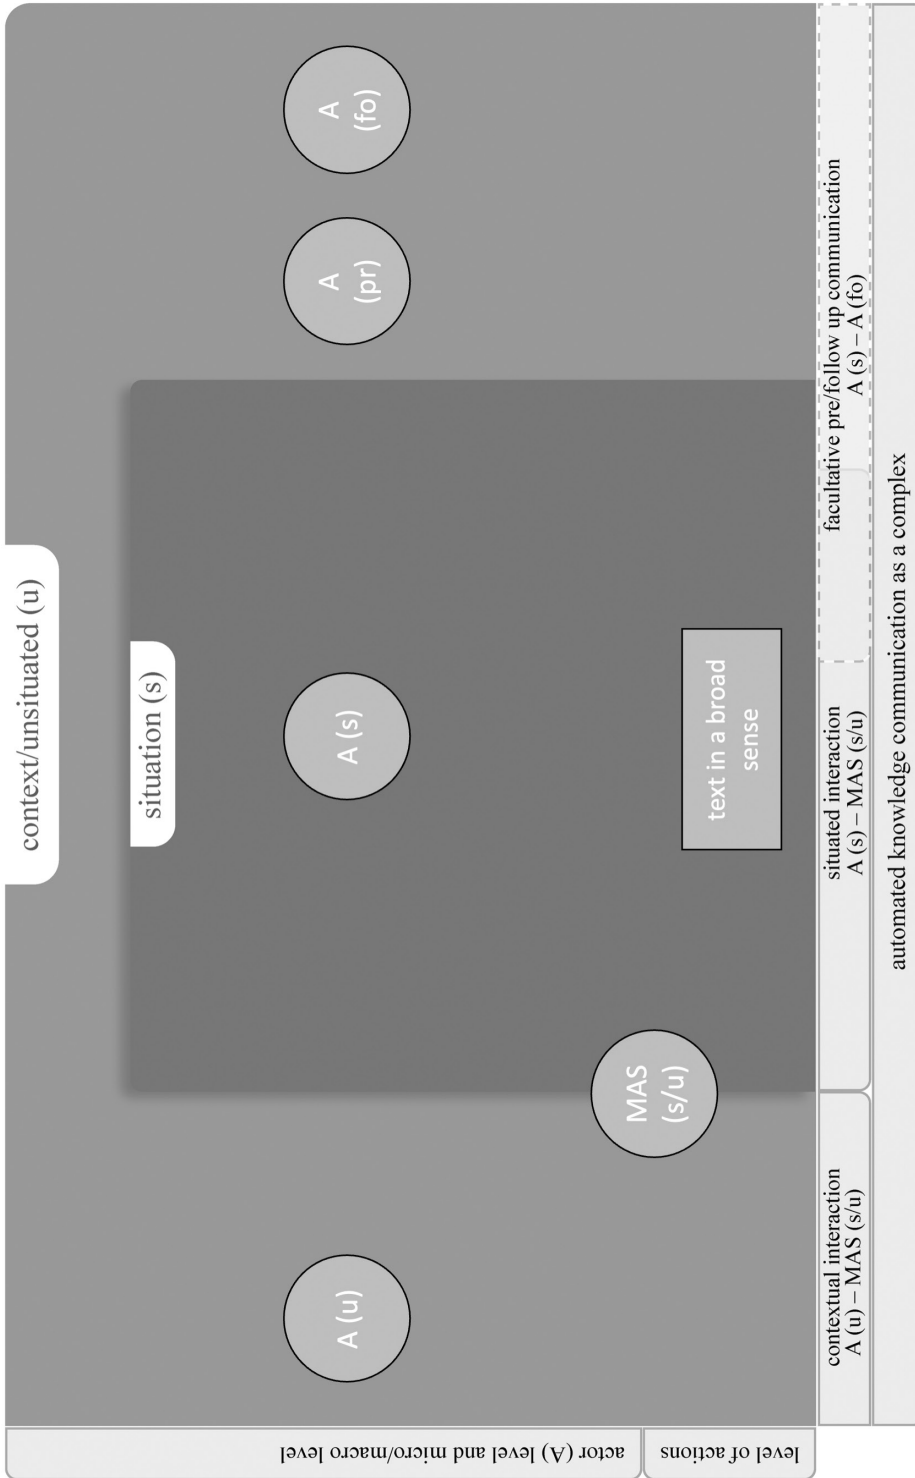 context/unsituated (u)
situation (s)
actor (A) level and micro/macro level
A (u)
A (s)
A
(pr)
A
(fo)
level of actions
MAS
(s/u)
text in a broad
sense
contextual interaction
A (u) – MAS (s/u)
situated interaction
A (s) – MAS (s/u)
facultative pre/follow up communication
A (s) – A (fo)
automated knowledge communication as a complex